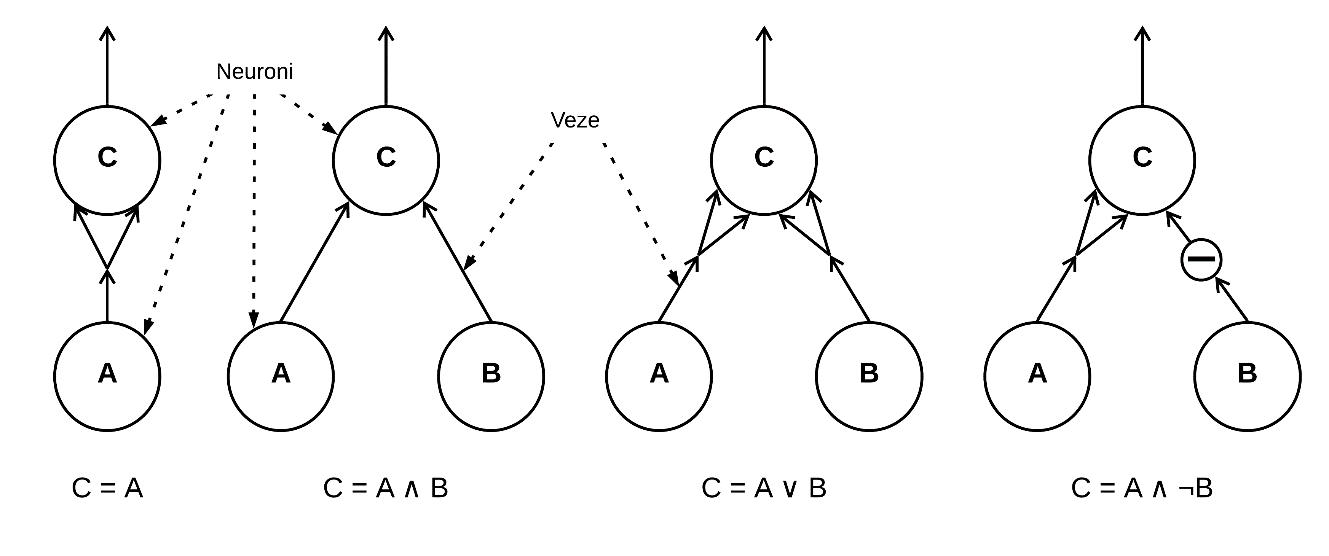 Neuroni
Veze
C
C
C
C
A
A
B
A
B
A
B
C = A
C = A ∧ B
C = A ∨ B
C = A ∧ ¬B